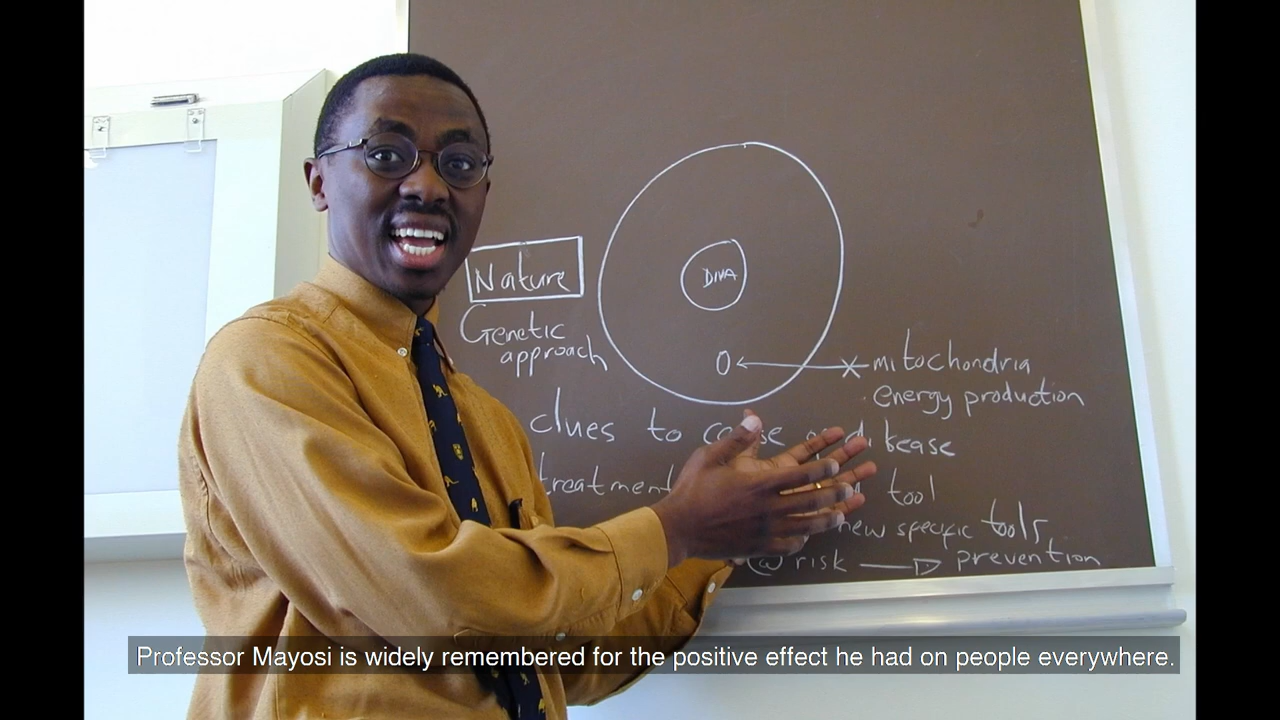 Nature
Genetic
approach
DNA
mitochondria
energy production
clues to disease
treatment tool
new specific tools
@ risk prevention
Professor Mayosi is widely remembered for the positive effect he had on people everywhere.